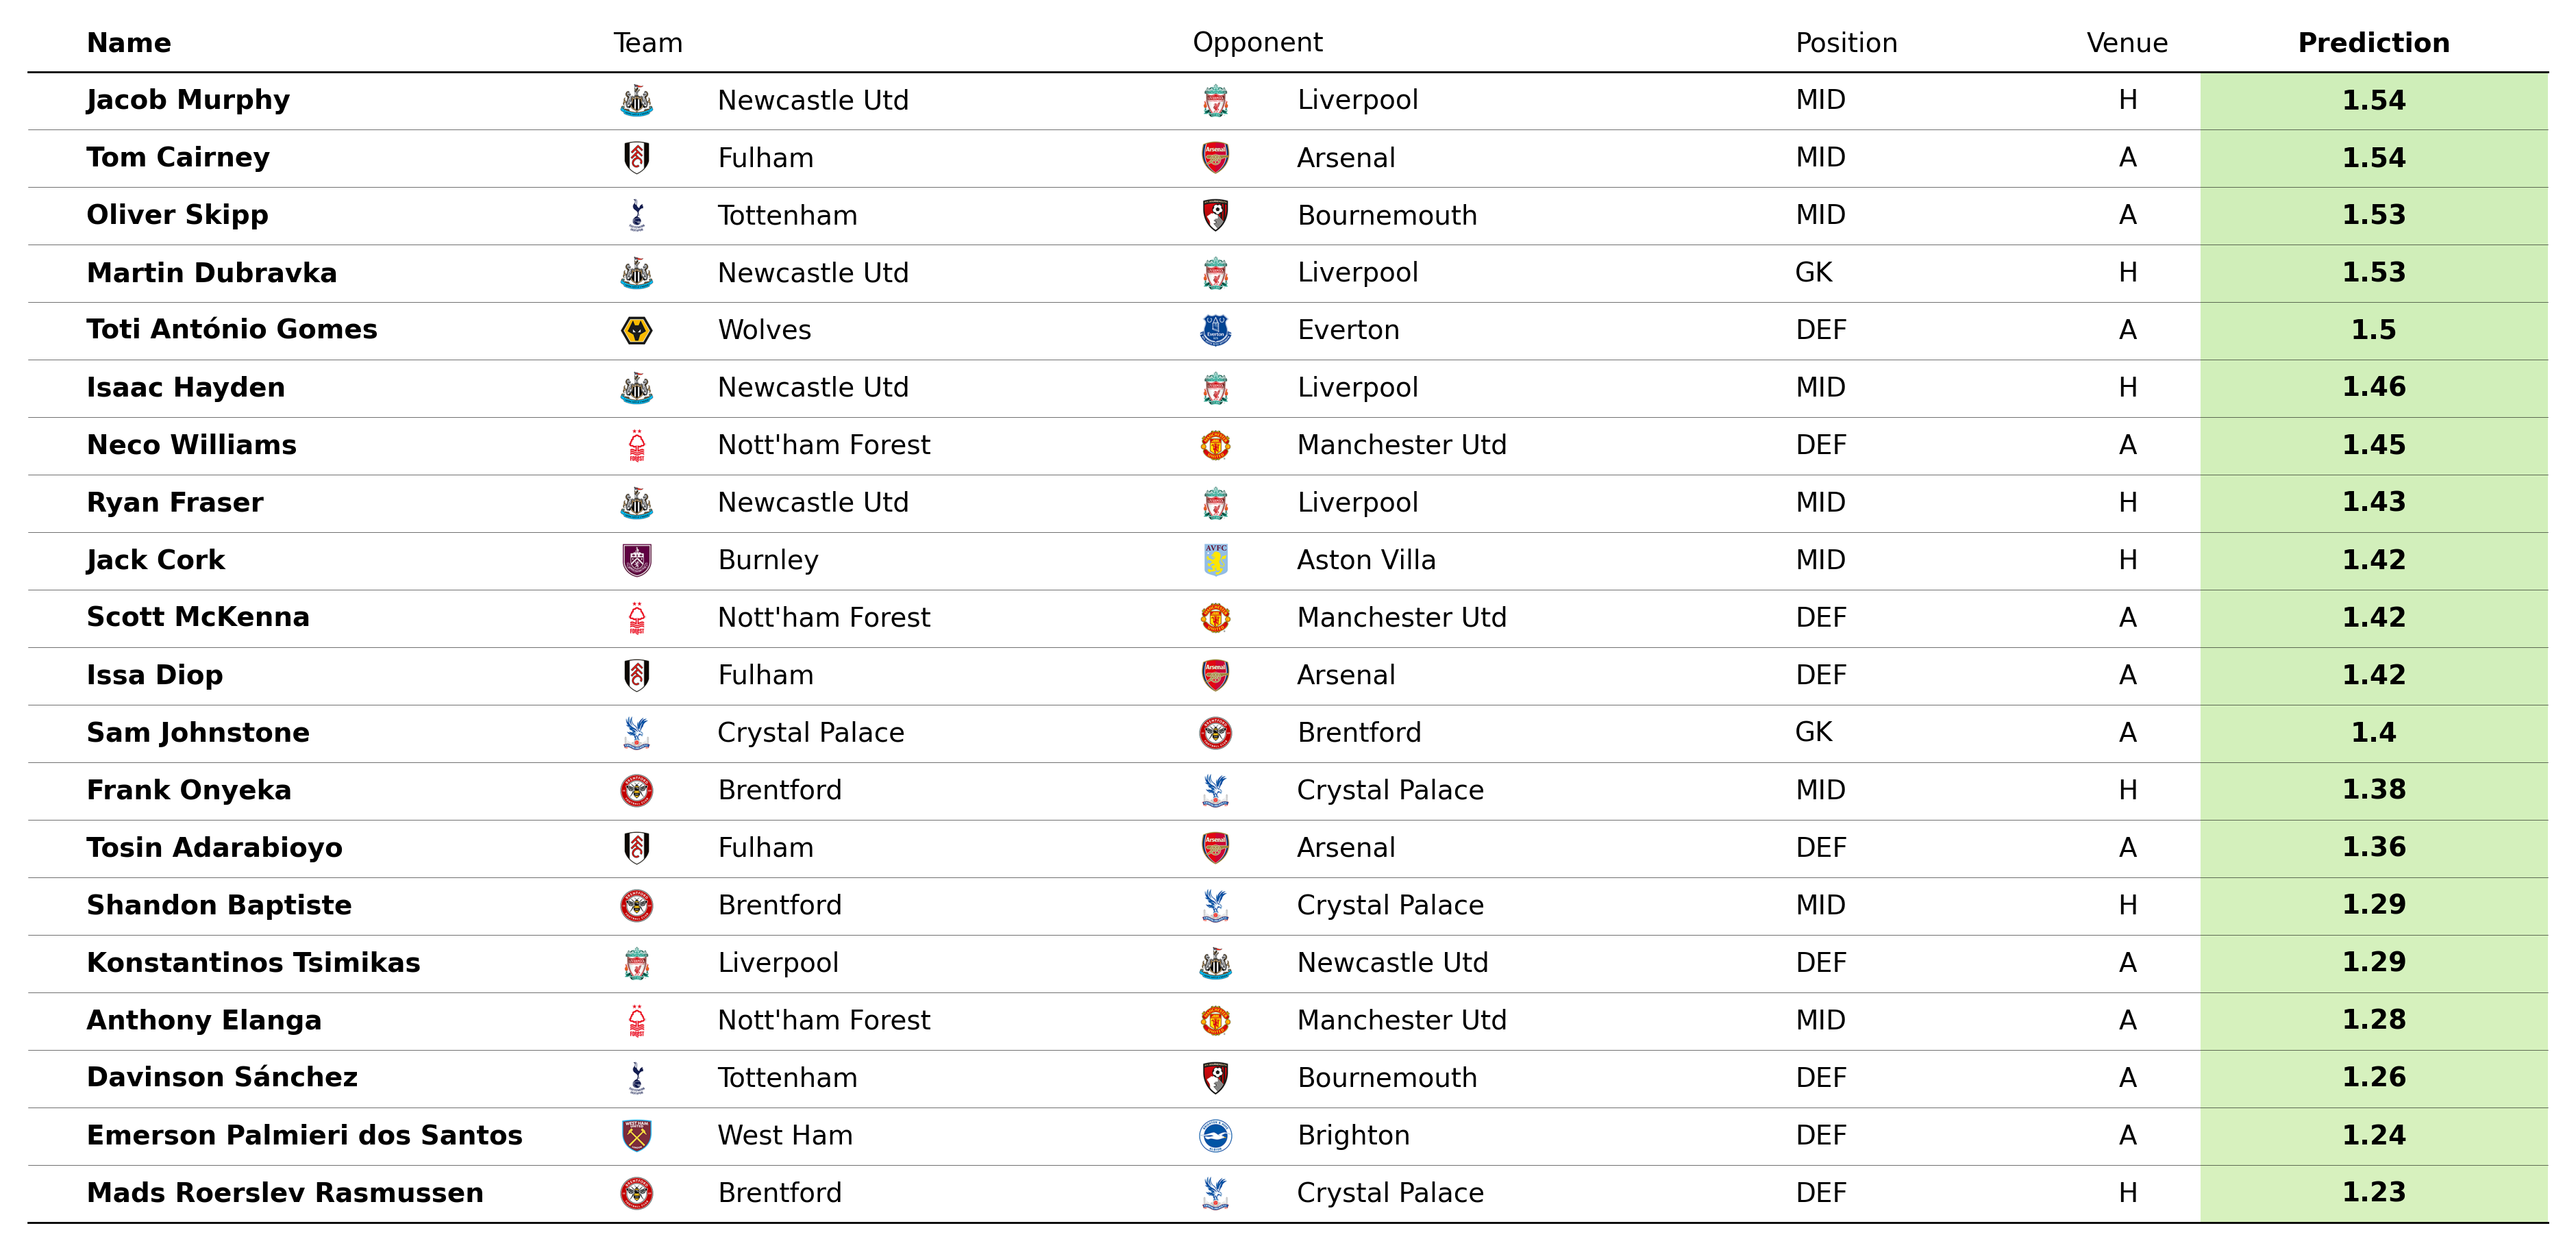 Name Team Opponent Position Venue Prediction
Jacob Murphy Newcastle Utd Liverpool MID H 1.54
Tom Cairney Fulham Arsenal MID A 1.54
Oliver Skipp Tottenham Bournemouth MID A 1.53
Martin Dubravka Newcastle Utd Liverpool GK H 1.53
Toti António Gomes Wolves Everton DEF A 1.5
Isaac Hayden Newcastle Utd Liverpool MID H 1.46
Neco Williams Nott'ham Forest Manchester Utd DEF A 1.45
Ryan Fraser Newcastle Utd Liverpool MID H 1.43
Jack Cork Burnley Aston Villa MID H 1.42
Scott McKenna Nott'ham Forest Manchester Utd DEF A 1.42
Issa Diop Fulham Arsenal DEF A 1.42
Sam Johnstone Crystal Palace Brentford GK A 1.4
Frank Onyeka Brentford Crystal Palace MID H 1.38
Tosin Adarabioyo Fulham Arsenal DEF A 1.36
Shandon Baptiste Brentford Crystal Palace MID H 1.29
Konstantinos Tsimikas Liverpool Newcastle Utd DEF A 1.29
Anthony Elanga Nott'ham Forest Manchester Utd MID A 1.28
Davinson Sánchez Tottenham Bournemouth DEF A 1.26
Emerson Palmieri dos Santos West Ham Brighton DEF A 1.24
Mads Roerslev Rasmussen Brentford Crystal Palace DEF H 1.23